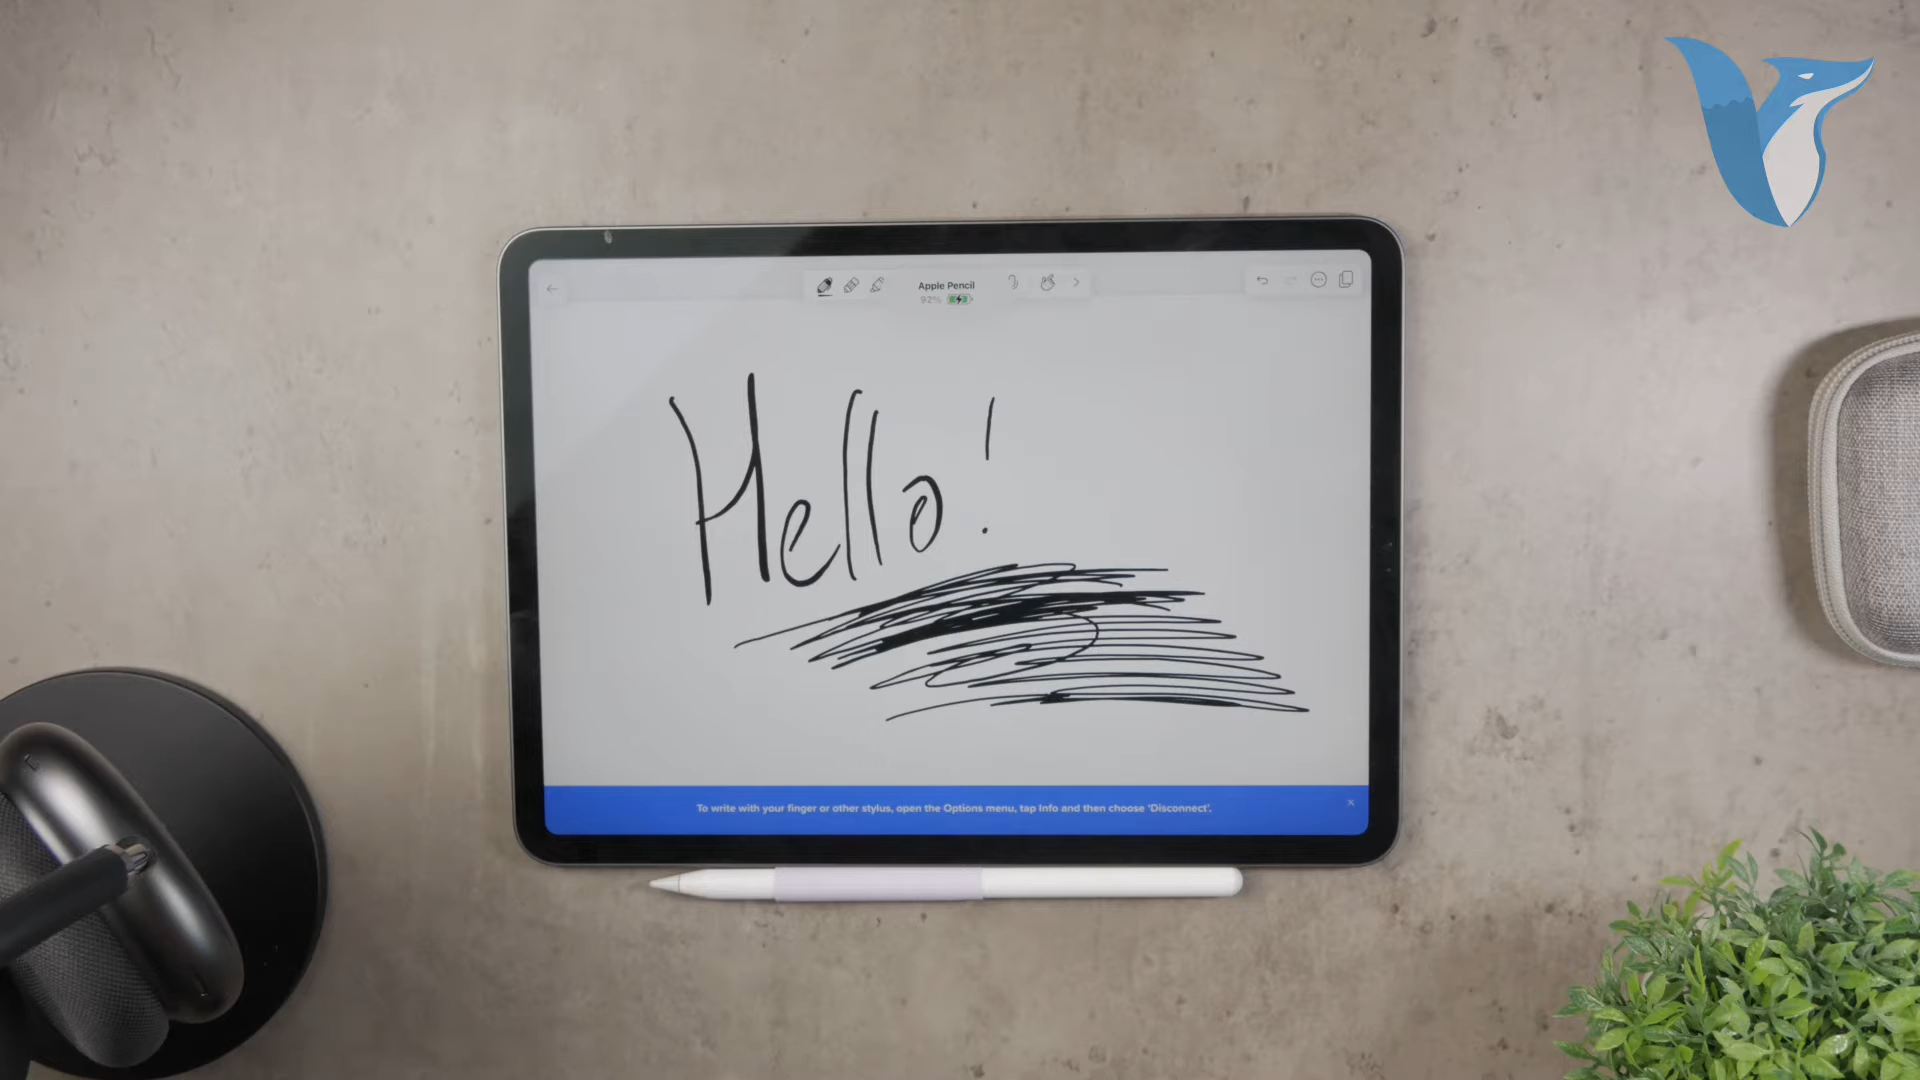 Apple Pencil
92%
Hello!
To write with your finger or other stylus, open the Options menu, tap Info and then choose 'Disconnect'.
L